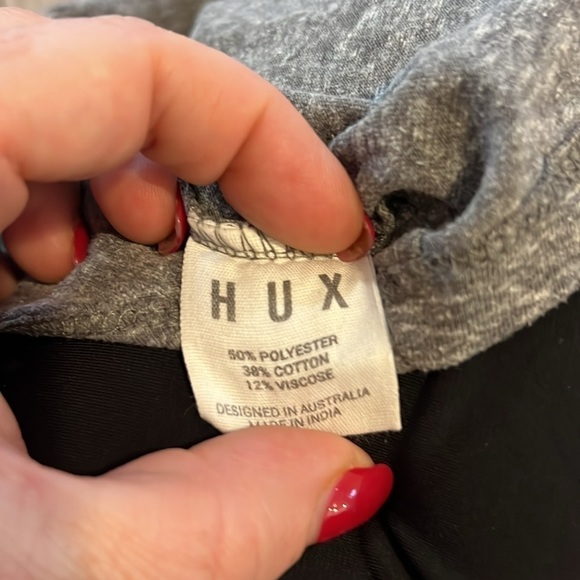 HUX
50% POLYESTER
38% COTTON
12% VISCOSE
DESIGNED IN AUSTRALIA
MADE IN INDIA